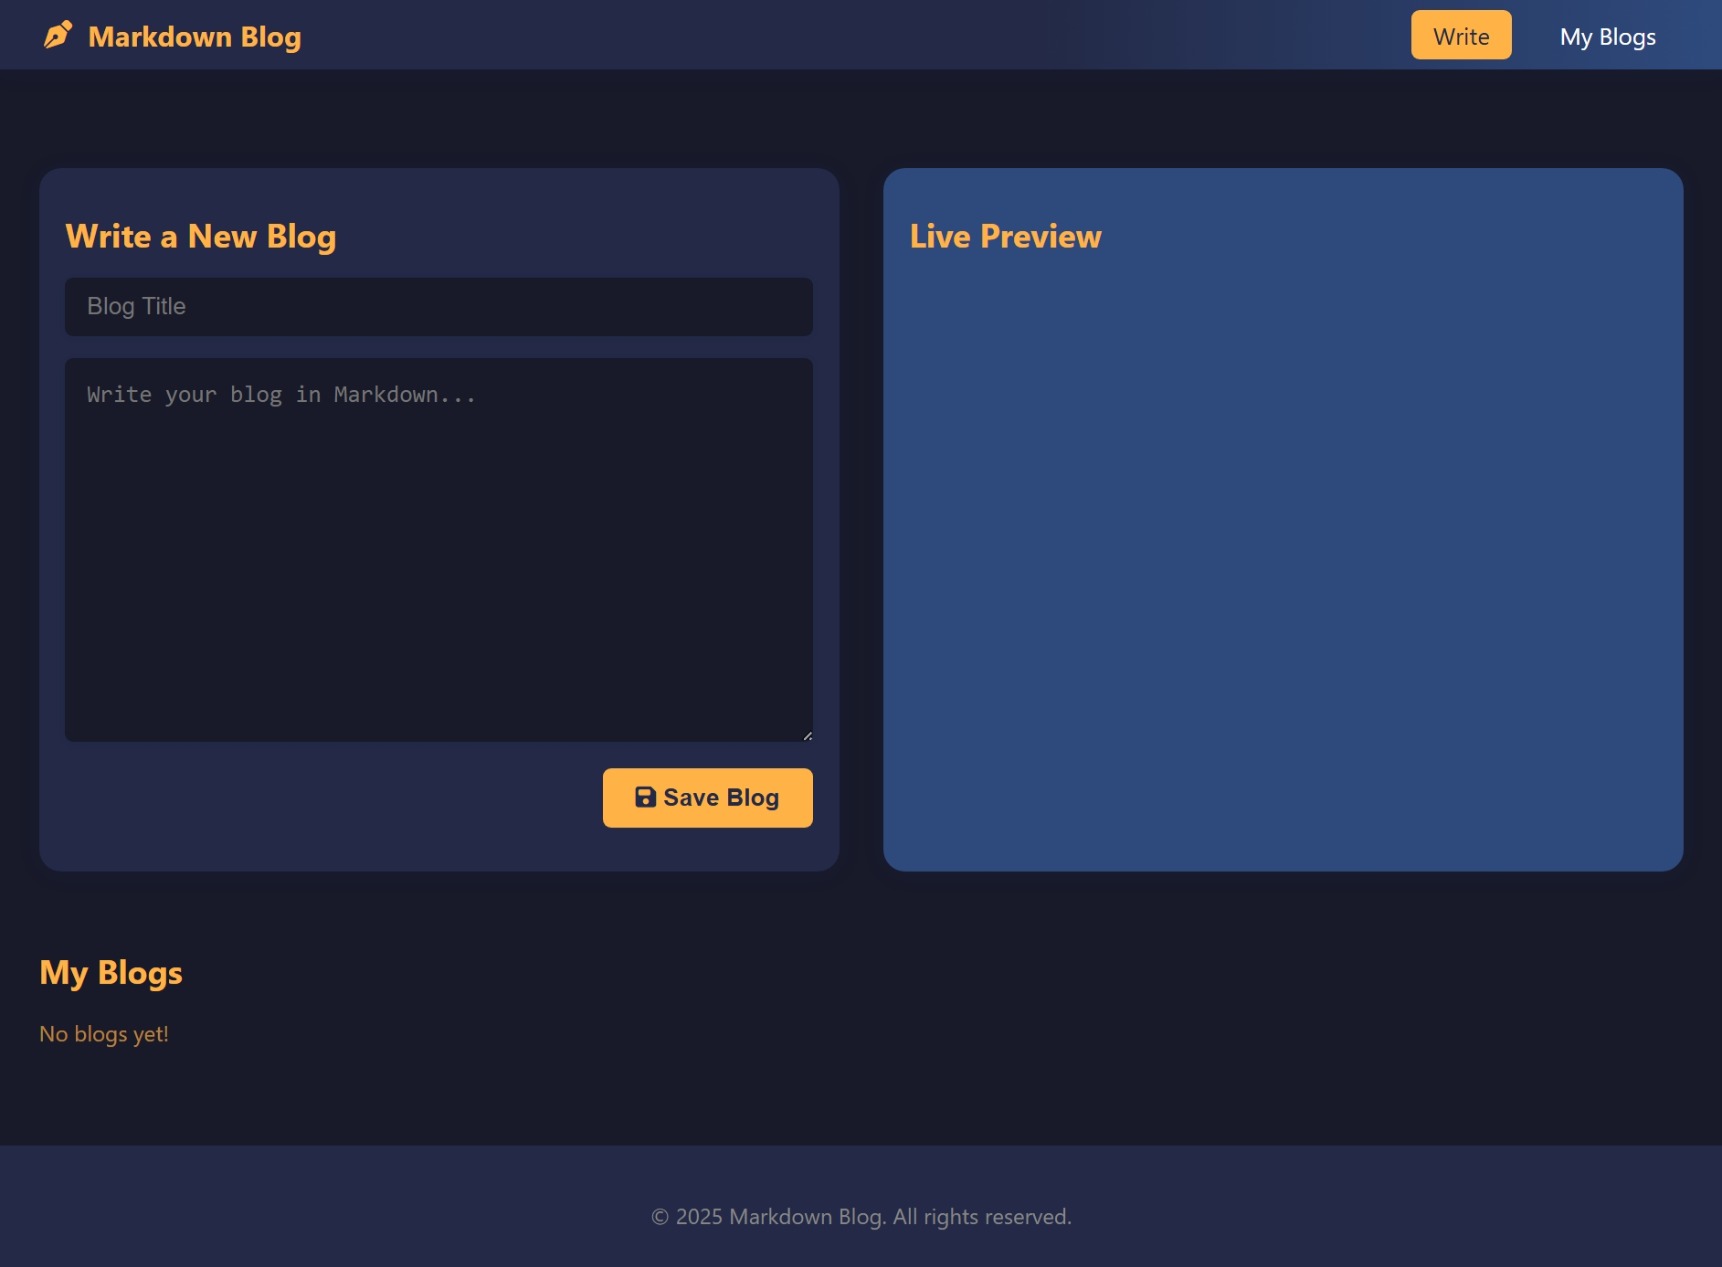 Markdown Blog
Write
My Blogs
Write a New Blog
Blog Title
Write your blog in Markdown...
Save Blog
Live Preview
My Blogs
No blogs yet!
© 2025 Markdown Blog. All rights reserved.